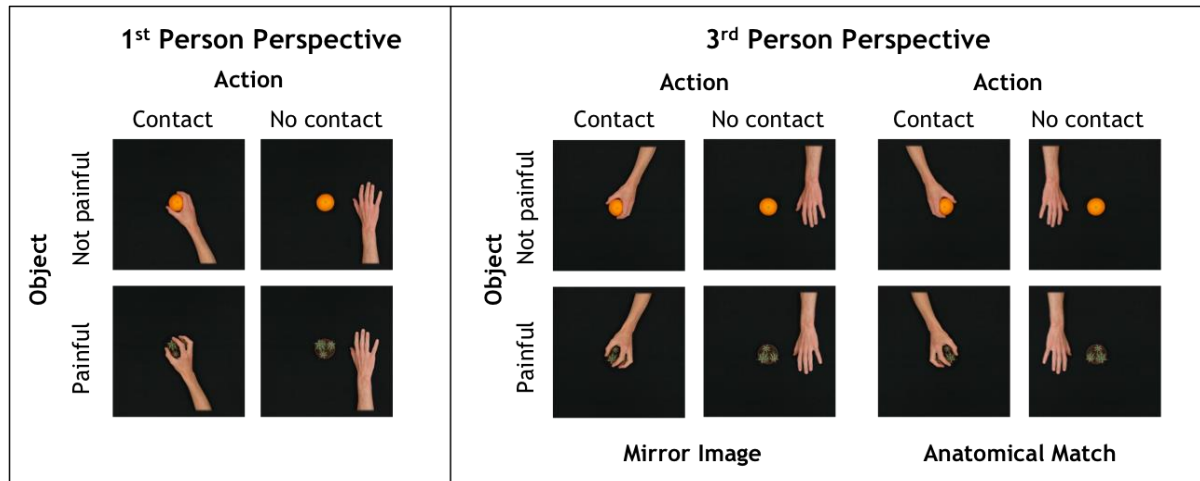 1st Person Perspective
Action
Contact No contact
Object
Not painful
Painful
3rd Person Perspective
Action Action
Contact No contact Contact No contact
Object
Not painful
Painful
Mirror Image Anatomical Match